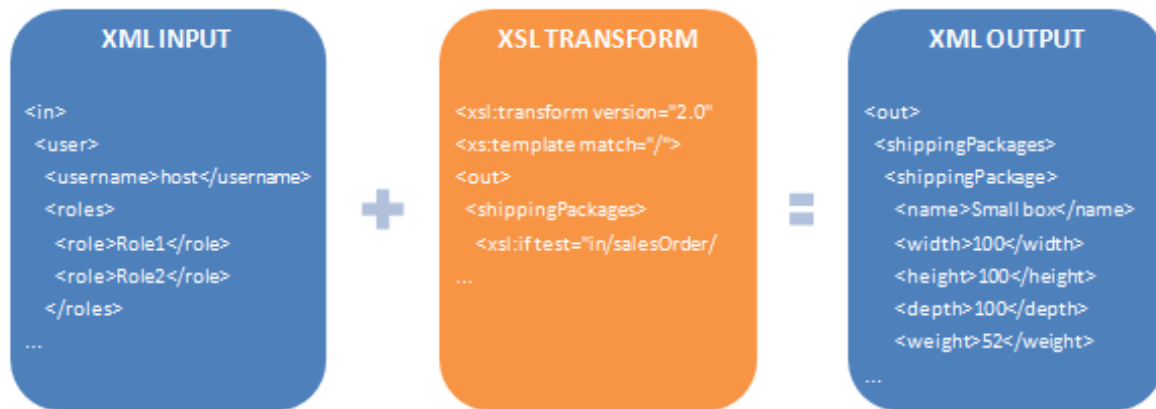 XML INPUT
<in>
<user>
<username>host</username>
<roles>
<role>Role1</role>
<role>Role2</role>
</roles>
...
XSL TRANSFORM
<xsl:transform version="2.0"
<xs:template match="/">
<out>
<shippingPackages>
<xsl:if test="in/salesOrder/
...
XML OUTPUT
<out>
<shippingPackages>
<shippingPackage>
<name>Small box</name>
<width>100</width>
<height>100</height>
<depth>100</depth>
<weight>52</weight>
...